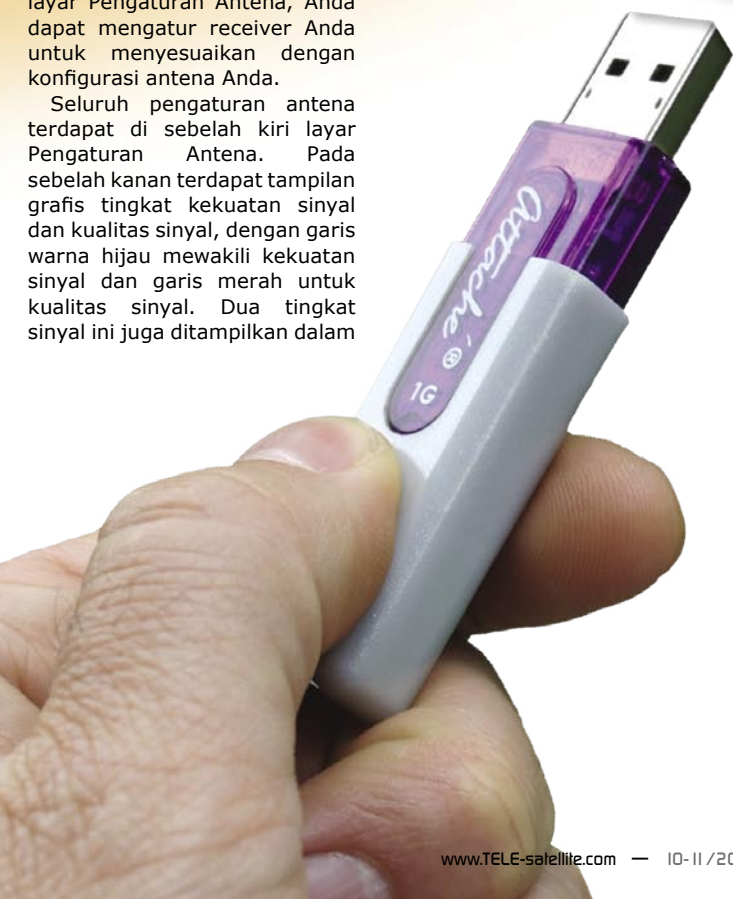 layar Pengaturan Antena, Anda
dapat mengatur receiver Anda
untuk menyesuaikan dengan
konfigurasi antena Anda.
Seluruh pengaturan antena
terdapat di sebelah kiri layar
Pengaturan Antena. Pada
sebelah kanan terdapat tampilan
grafis tingkat kekuatan sinyal
dan kualitas sinyal, dengan garis
warna hijau mewakili kekuatan
sinyal dan garis merah untuk
kualitas sinyal. Dua tingkat
sinyal ini juga ditampilkan dalam
Attaché ®
1G
www.TELE-satellite.com — 10-11/20